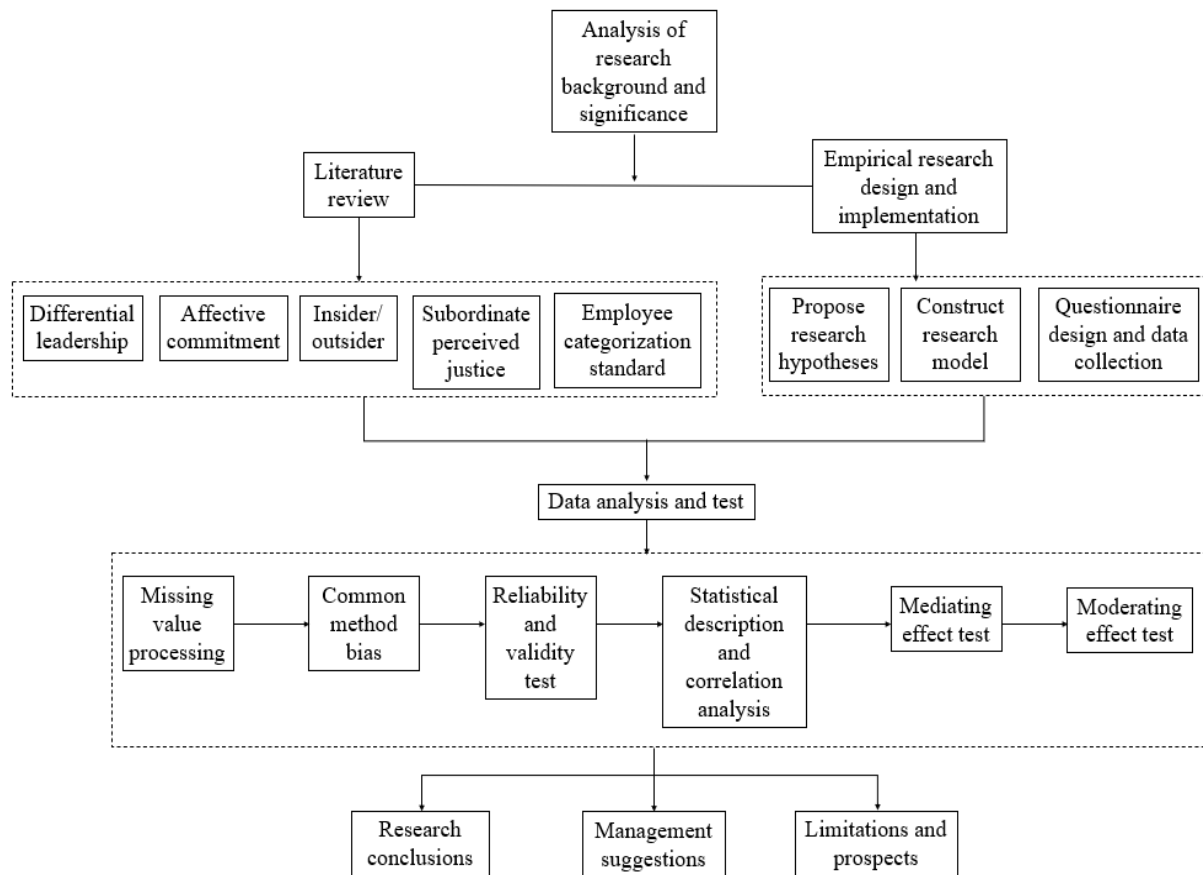 Analysis of
research
background and
significance
Literature
review
Empirical research
design and
implementation
Differential
leadership
Affective
commitment
Insider/
outsider
Subordinate
perceived
justice
Employee
categorization
standard
Propose
research
hypotheses
Construct
research
model
Questionnaire
design and data
collection
Data analysis and test
Missing
value
processing
Common
method
bias
Reliability
and
validity
test
Statistical
description
and
correlation
analysis
Mediating
effect test
Moderating
effect test
Research
conclusions
Management
suggestions
Limitations and
prospects